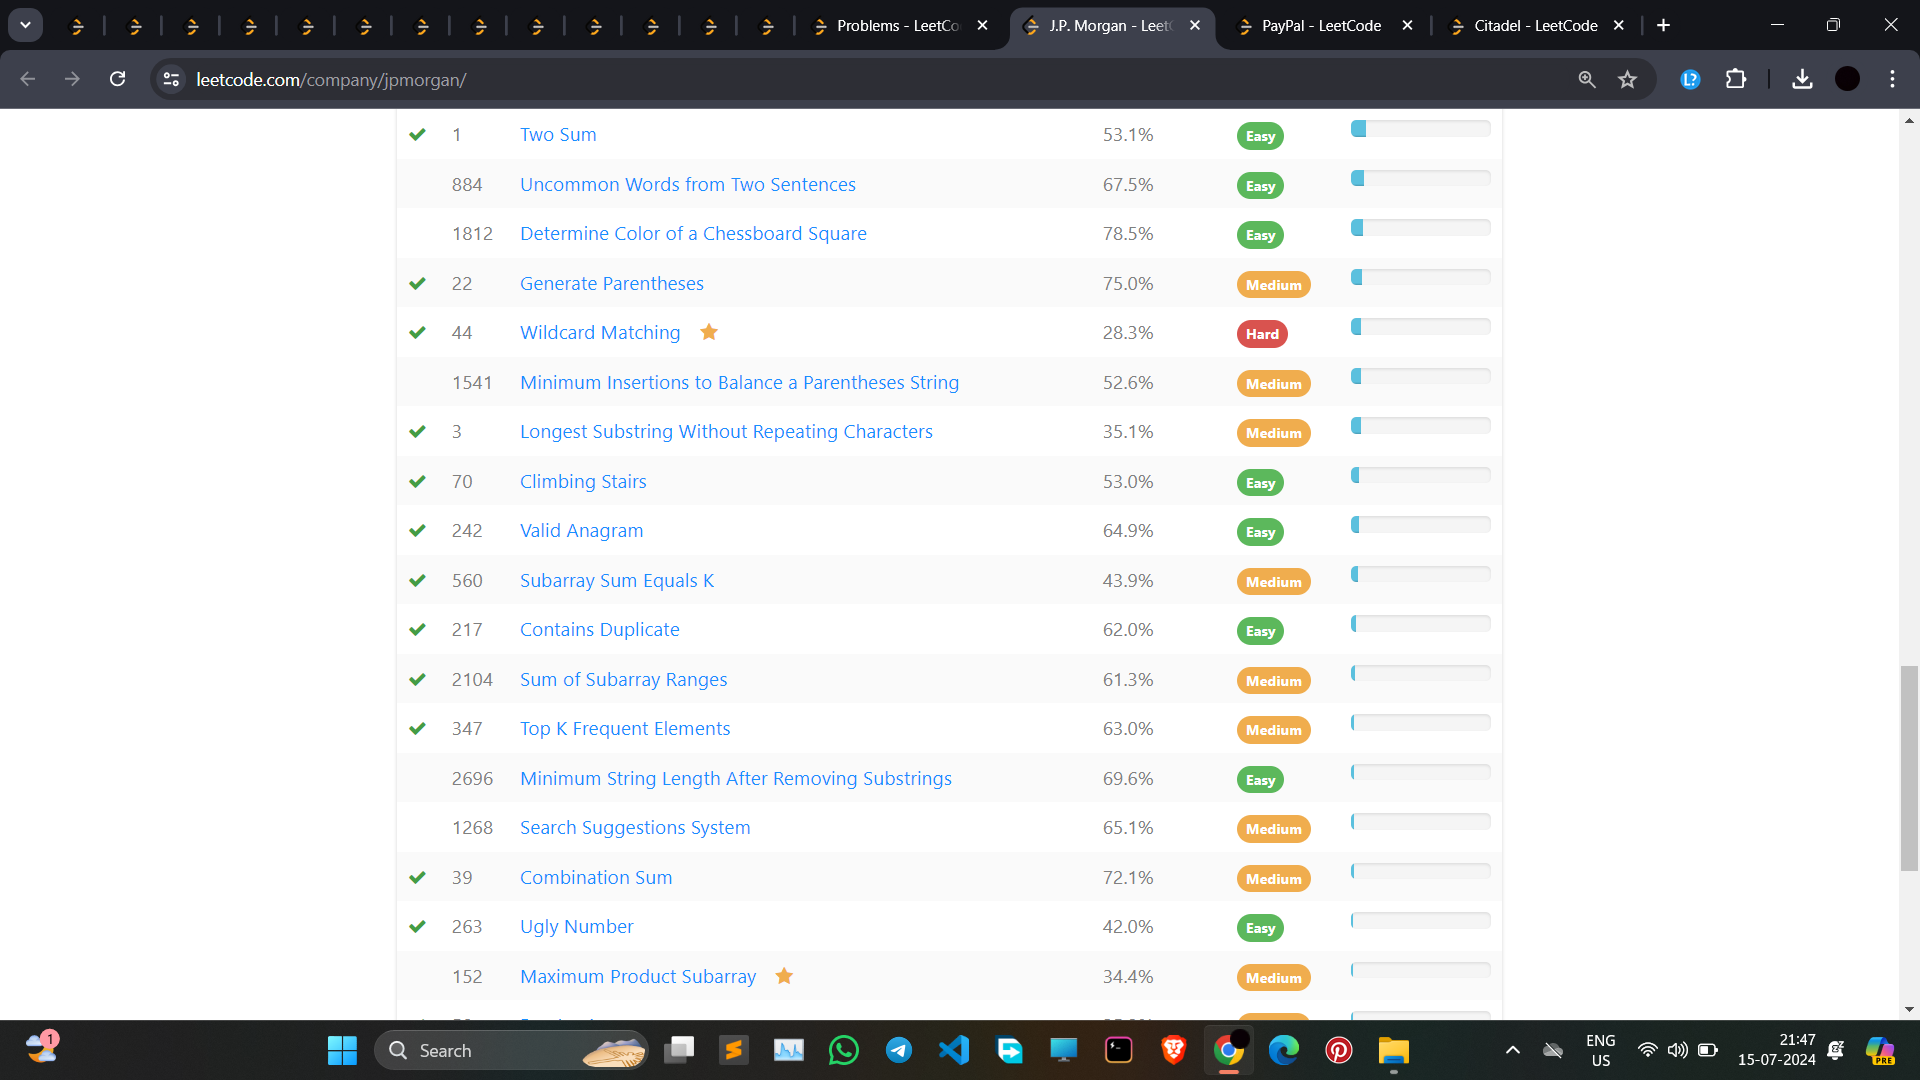 Problems - LeetCo
J.P. Morgan - LeetC
PayPal - LeetCode
Citadel - LeetCode
leetcode.com/company/jpmorgan/
L?
1 Two Sum 53.1% Easy
884 Uncommon Words from Two Sentences 67.5% Easy
1812 Determine Color of a Chessboard Square 78.5% Easy
22 Generate Parentheses 75.0% Medium
44 Wildcard Matching 28.3% Hard
1541 Minimum Insertions to Balance a Parentheses String 52.6% Medium
3 Longest Substring Without Repeating Characters 35.1% Medium
70 Climbing Stairs 53.0% Easy
242 Valid Anagram 64.9% Easy
560 Subarray Sum Equals K 43.9% Medium
217 Contains Duplicate 62.0% Easy
2104 Sum of Subarray Ranges 61.3% Medium
347 Top K Frequent Elements 63.0% Medium
2696 Minimum String Length After Removing Substrings 69.6% Easy
1268 Search Suggestions System 65.1% Medium
39 Combination Sum 72.1% Medium
263 Ugly Number 42.0% Easy
152 Maximum Product Subarray 34.4% Medium
1
Search
PRE
ENG
US
21:47
15-07-2024